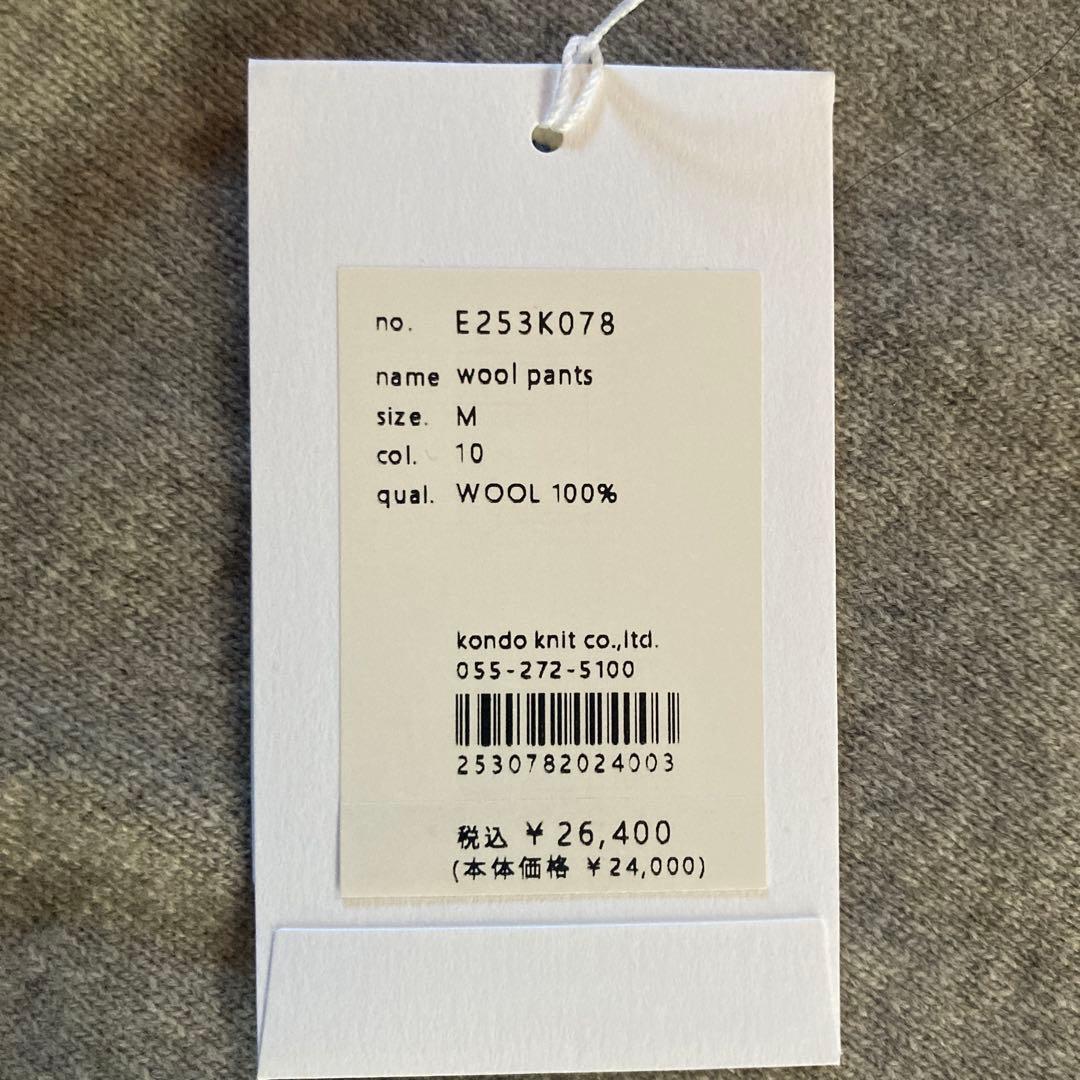 no. E253K078
name wool pants
size. M
col. 10
qual. WOOL 100%
kondo knit co.,ltd.
055-272-5100
2530782024003
税込 ¥ 26,400
(本体価格 ¥24,000)